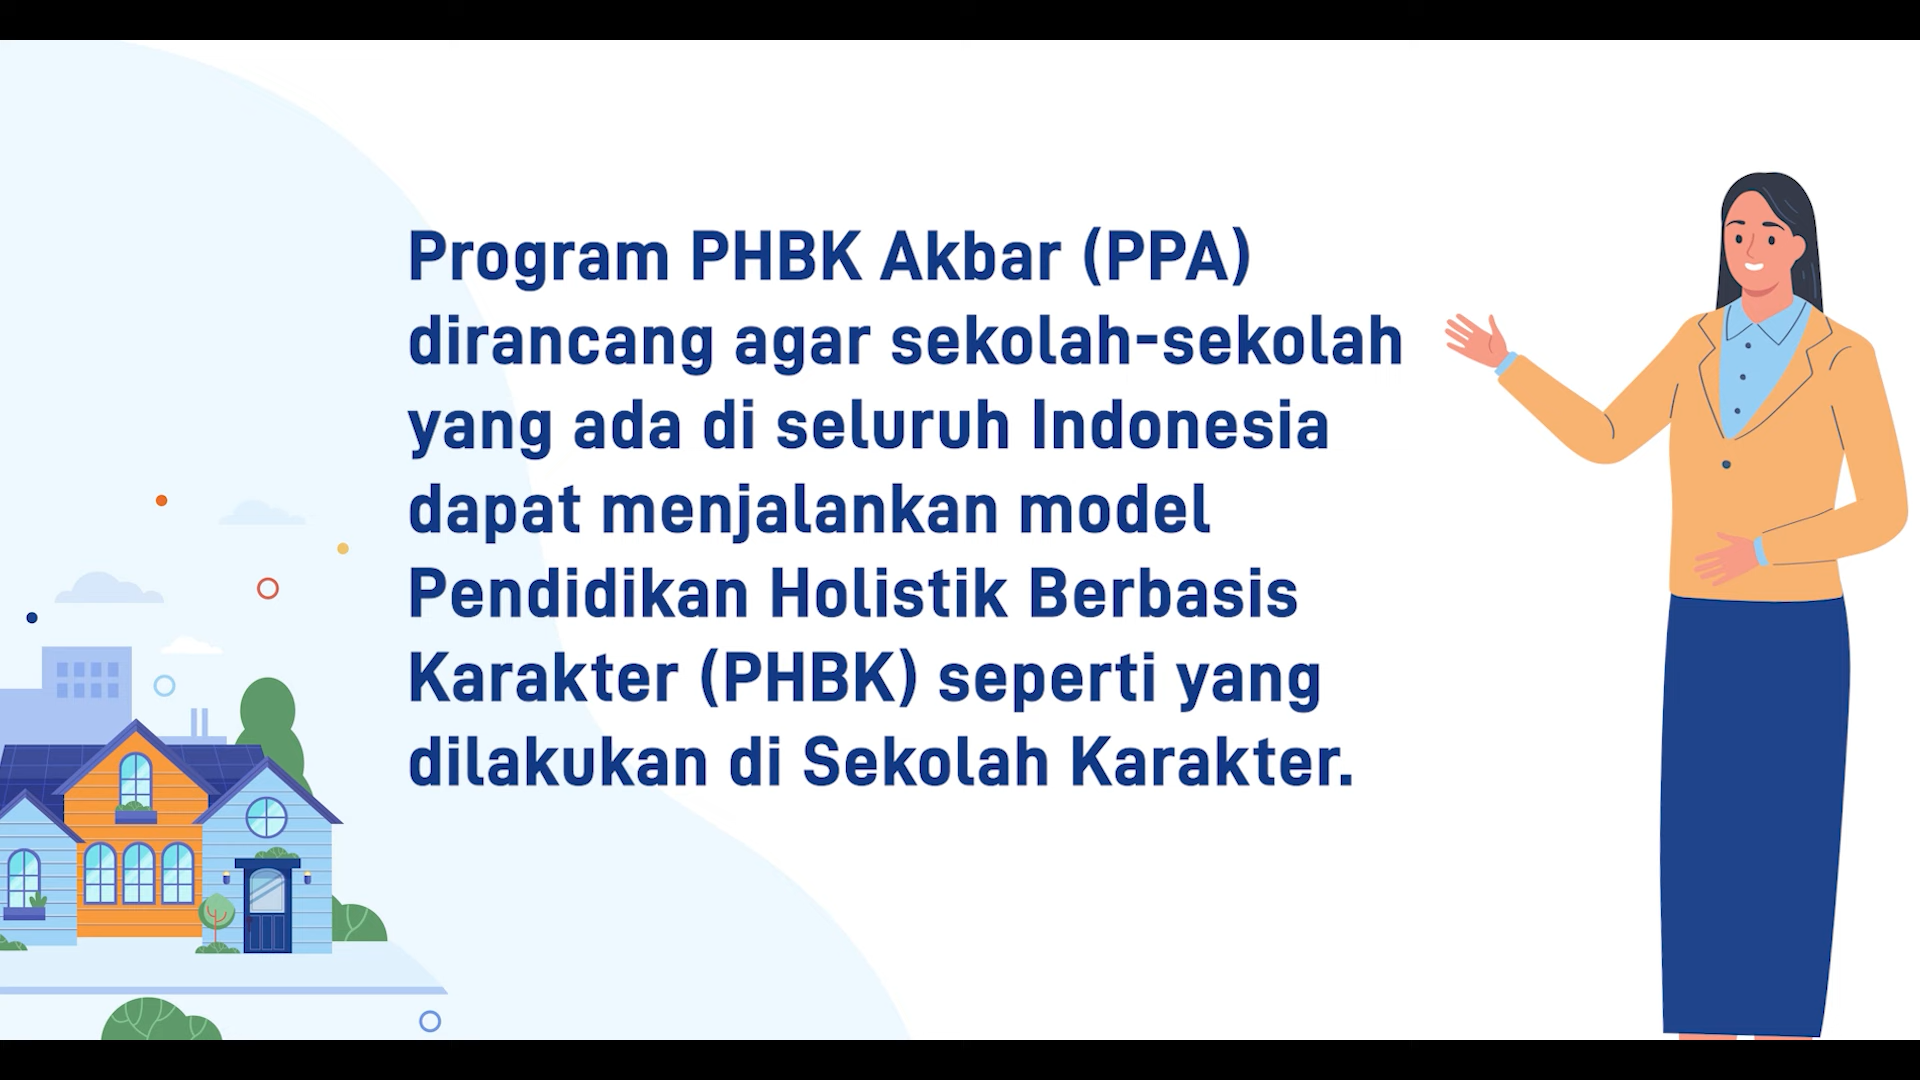 Program PHBK Akbar (PPA)
dirancang agar sekolah-sekolah
yang ada di seluruh Indonesia
dapat menjalankan model
Pendidikan Holistik Berbasis
Karakter (PHBK) seperti yang
dilakukan di Sekolah Karakter.